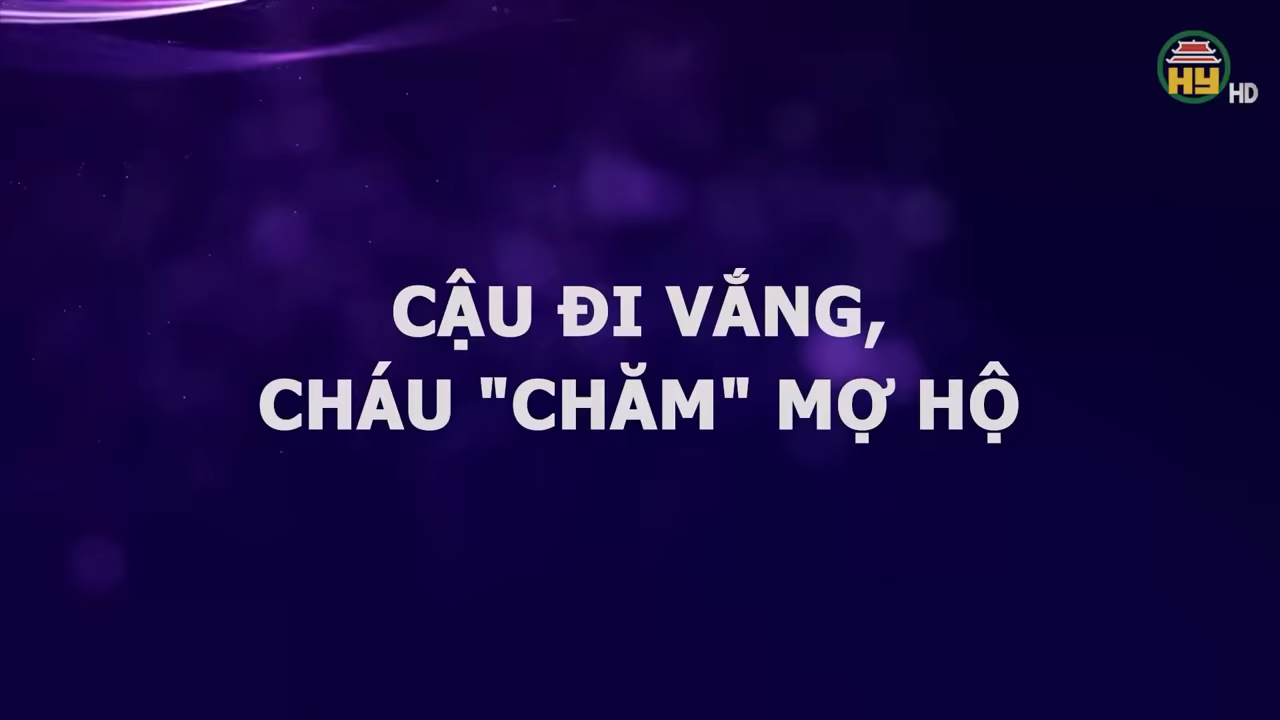 HY HD
CẬU ĐI VẮNG,
CHÁU "CHĂM" MỢ HỘ